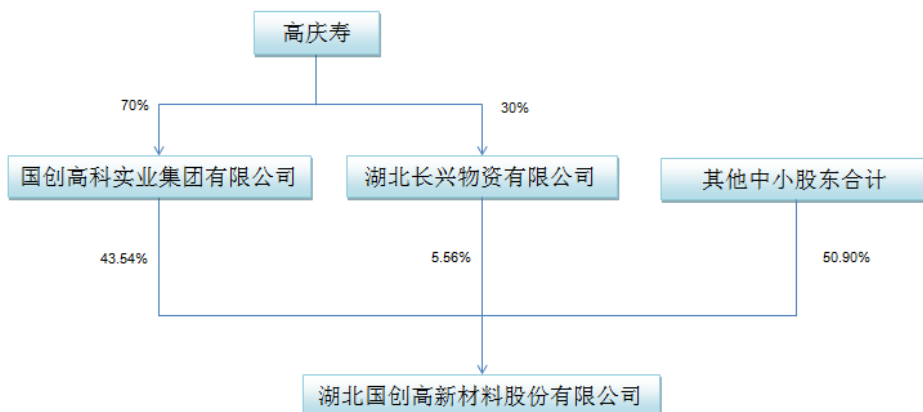 高庆寿
70%
30%
国创高科实业集团有限公司
湖北长兴物资有限公司
其他中小股东合计
43.54%
5.56%
50.90%
湖北国创高新材料股份有限公司